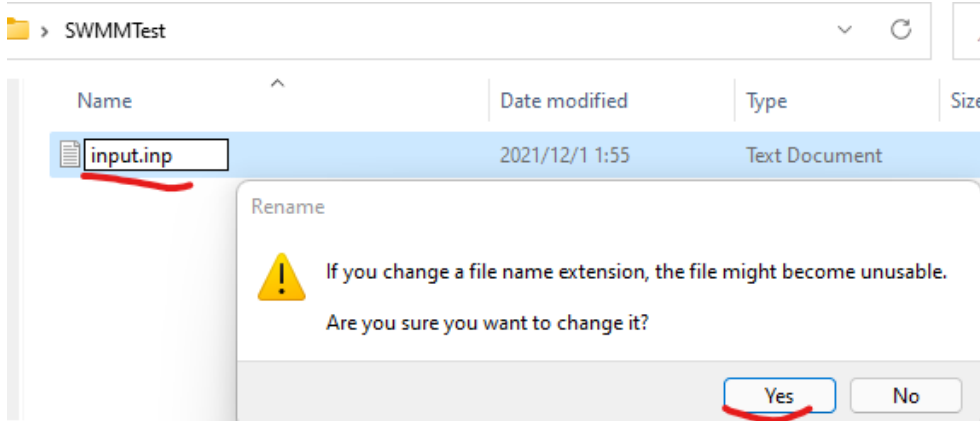 SWMMTest
Name Date modified Type Size
input.inp 2021/12/1 1:55 Text Document
Rename
If you change a file name extension, the file might become unusable.
Are you sure you want to change it?
Yes No